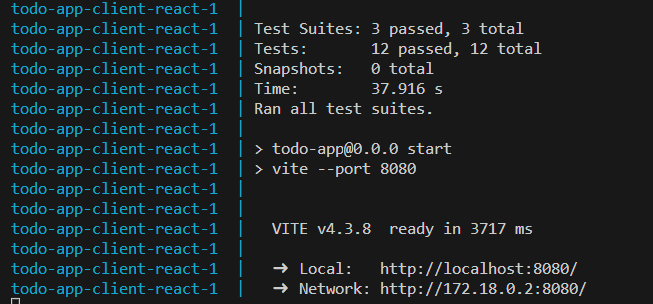 todo-app-client-react-1 |
todo-app-client-react-1 | Test Suites: 3 passed, 3 total
todo-app-client-react-1 | Tests:       12 passed, 12 total
todo-app-client-react-1 | Snapshots:   0 total
todo-app-client-react-1 | Time:        37.916 s
todo-app-client-react-1 | Ran all test suites.
todo-app-client-react-1 |
todo-app-client-react-1 | > todo-app@0.0.0 start
todo-app-client-react-1 | > vite --port 8080
todo-app-client-react-1 |
todo-app-client-react-1 |
todo-app-client-react-1 |   VITE v4.3.8  ready in 3717 ms
todo-app-client-react-1 |
todo-app-client-react-1 |   ➜ Local:   http://localhost:8080/
todo-app-client-react-1 |   ➜ Network: http://172.18.0.2:8080/